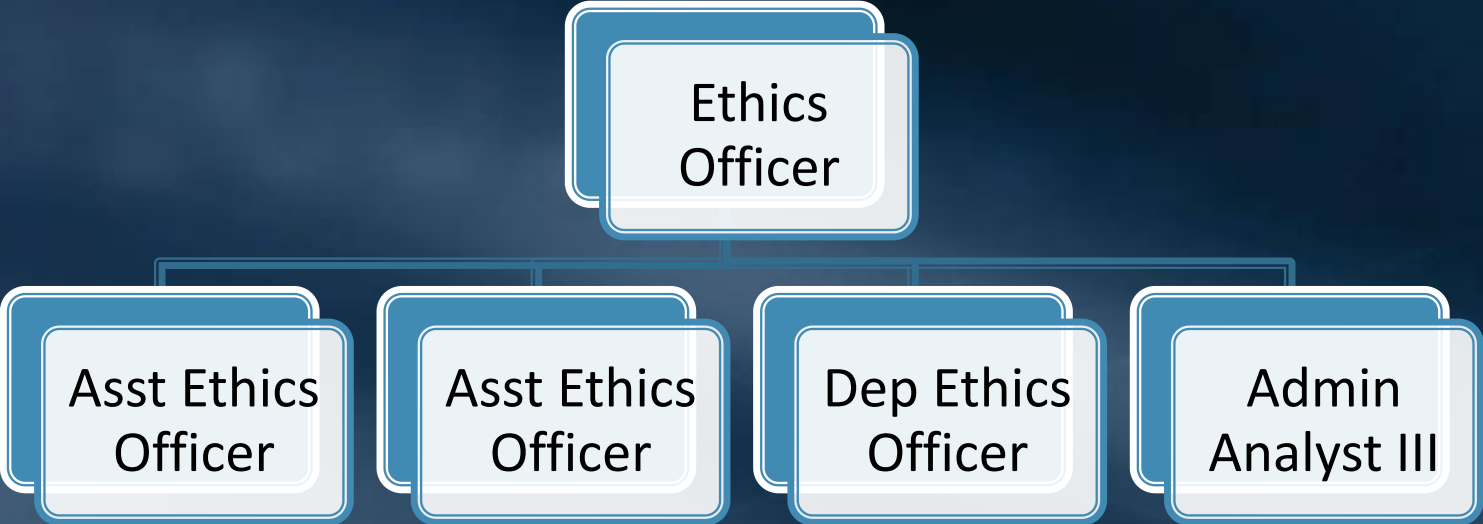 Ethics
Officer
Asst Ethics
Officer
Asst Ethics
Officer
Dep Ethics
Officer
Admin
Analyst III